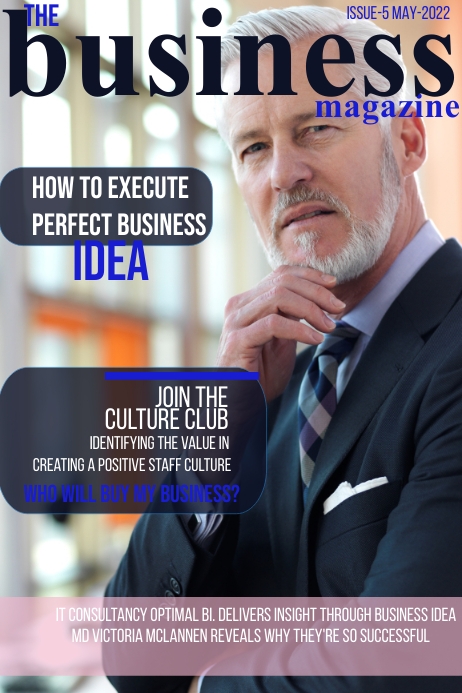 THE
business
ISSUE-5 MAY-2022
magazine
HOW TO EXECUTE
PERFECT BUSINESS
IDEA
JOIN THE
CULTURE CLUB
IDENTIFYING THE VALUE IN
CREATING A POSITIVE STAFF CULTURE
WHO WILL BUY MY BUSINESS?
IT CONSULTANCY OPTIMAL BI. DELIVERS INSIGHT THROUGH BUSINESS IDEA
MD VICTORIA MCLANNEN REVEALS WHY THEY'RE SO SUCCESSFUL